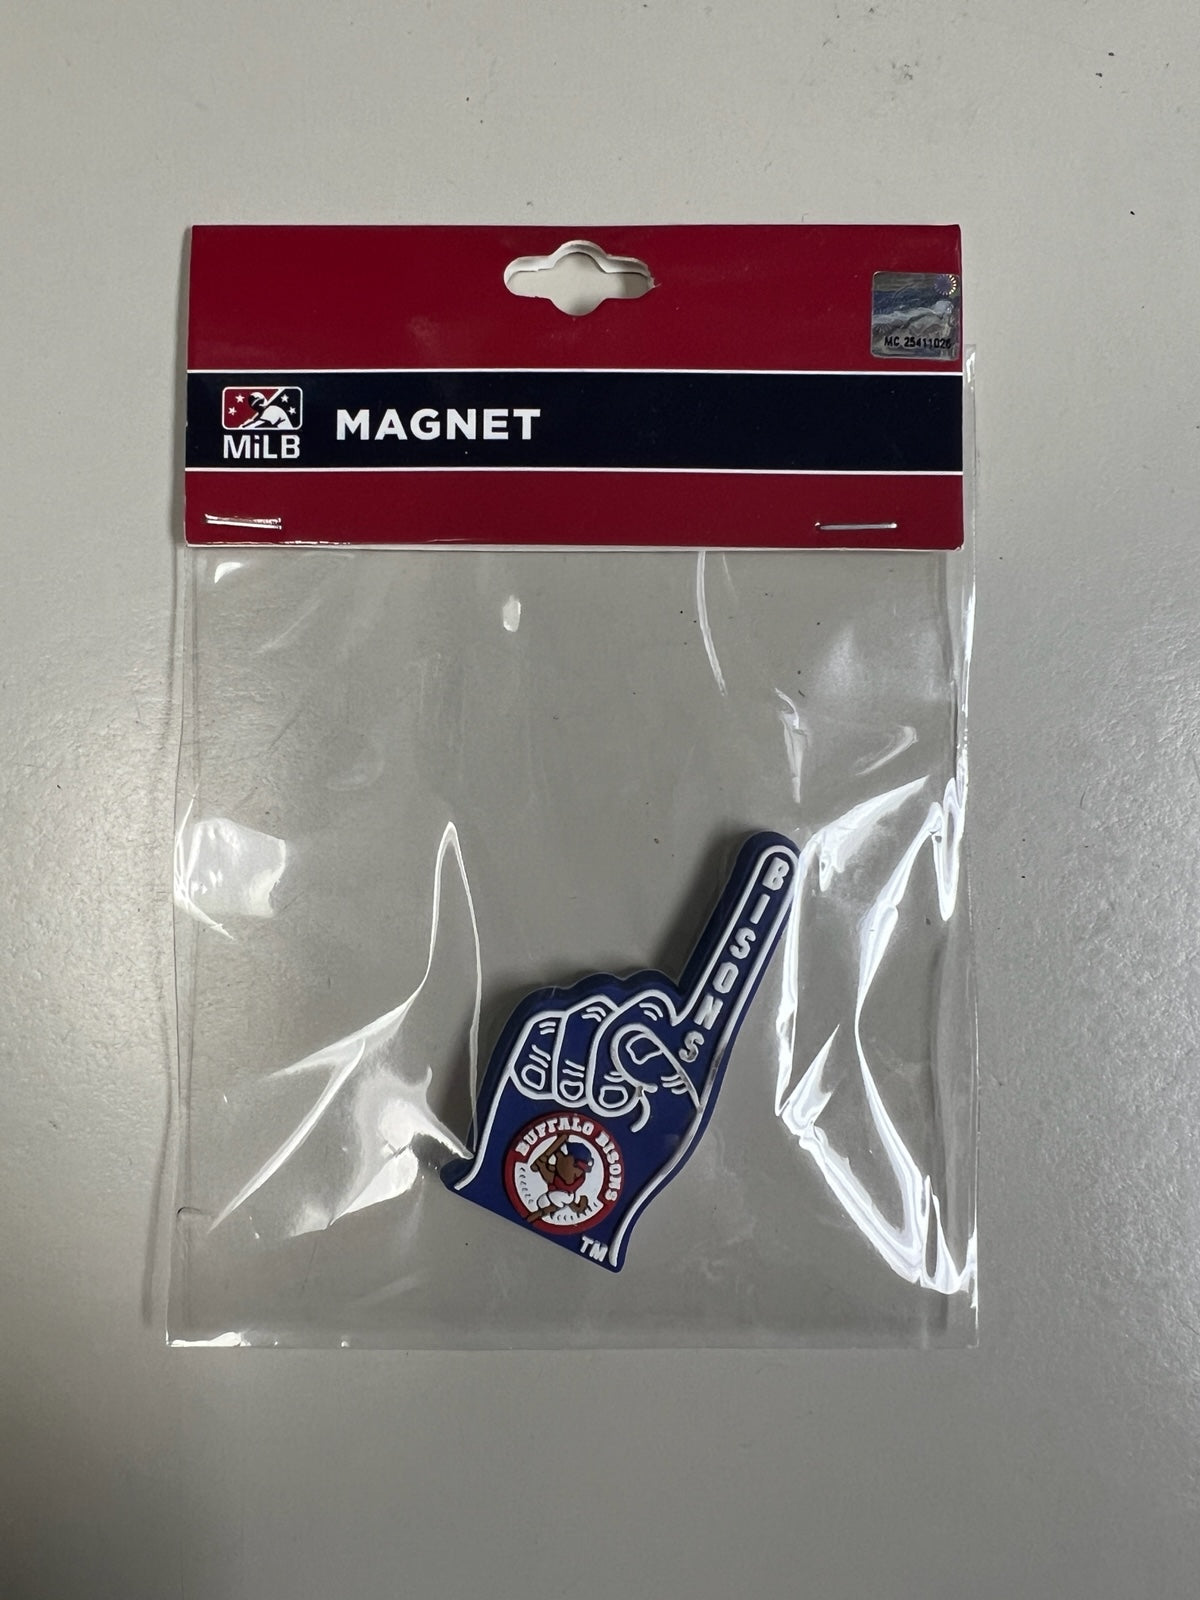 MC 25411026
MiLB
MAGNET
BISONS
BUFFALO BISONS
TM